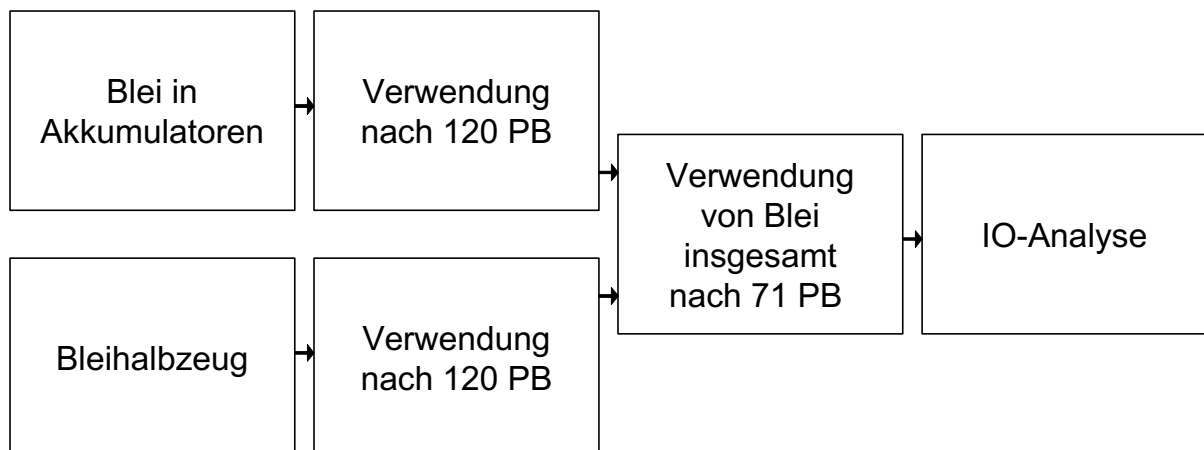 Blei in
Akkumulatoren
Verwendung
nach 120 PB
Verwendung
von Blei
insgesamt
nach 71 PB
IO-Analyse
Bleihalbzeug
Verwendung
nach 120 PB